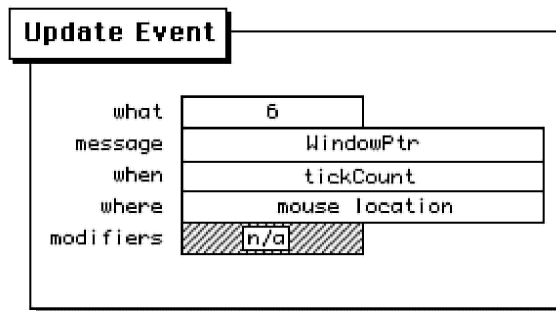 Update Event
what 6
message WindowPtr
when tickCount
where mouse location
modifiers n/a